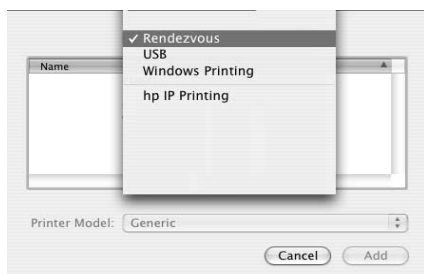 ✓ Rendezvous
USB
Name
Windows Printing
hp IP Printing
Printer Model: Generic
Cancel Add